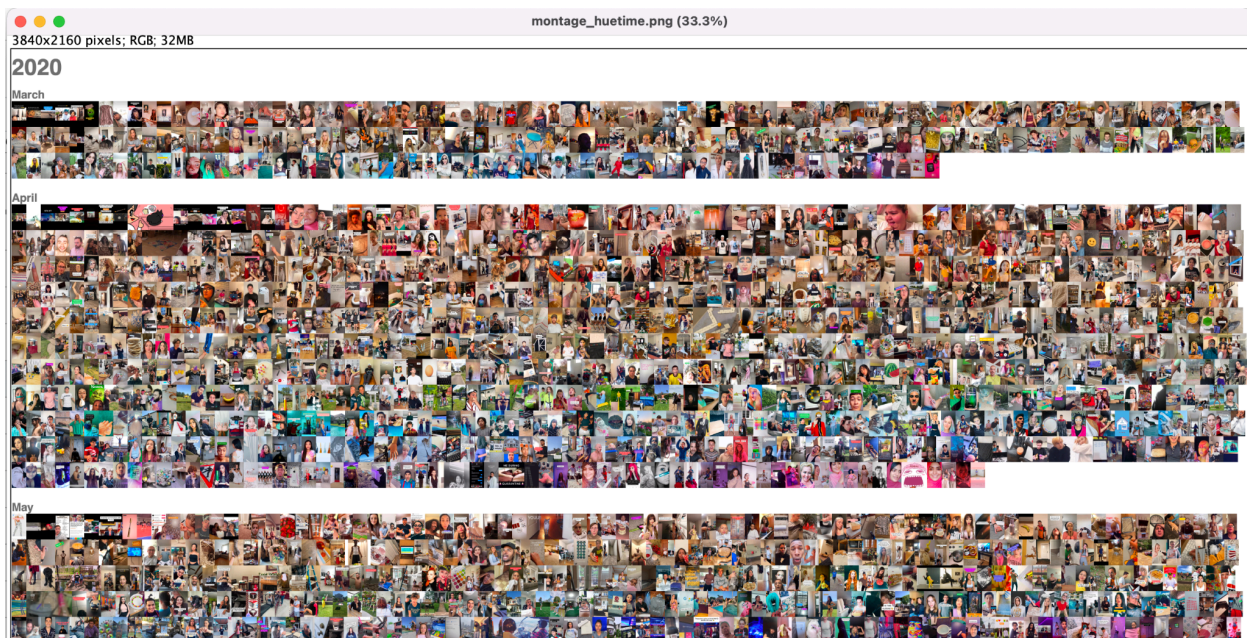 montage_huetime.png (33.3%)
3840x2160 pixels; RGB; 32MB
2020
March
April
May